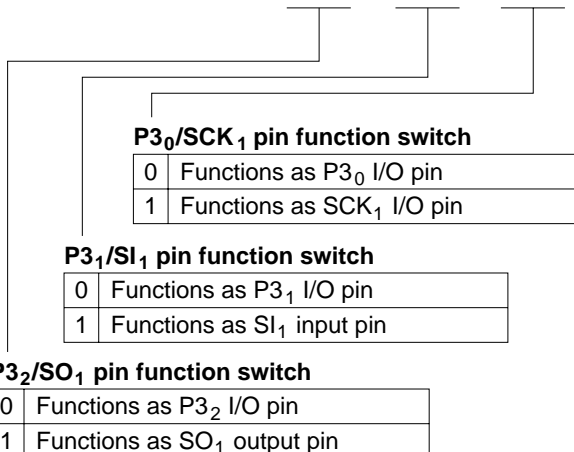 P3₀/SCK₁ pin function switch
0 Functions as P3₀ I/O pin
1 Functions as SCK₁ I/O pin
P3₁/SI₁ pin function switch
0 Functions as P3₁ I/O pin
1 Functions as SI₁ input pin
P3₂/SO₁ pin function switch
0 Functions as P3₂ I/O pin
1 Functions as SO₁ output pin